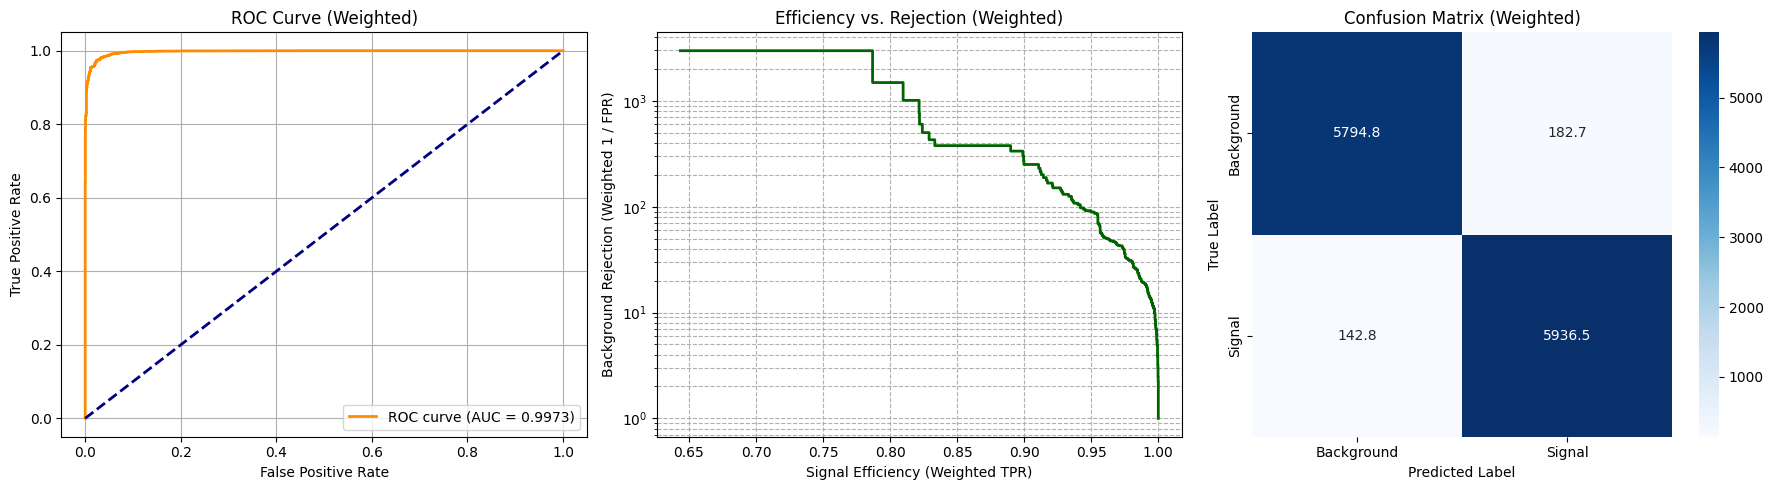 ROC Curve (Weighted)
True Positive Rate
1.0
0.8
0.6
0.4
0.2
0.0
0.0 0.2 0.4 0.6 0.8 1.0
False Positive Rate
ROC curve (AUC = 0.9973)
Efficiency vs. Rejection (Weighted)
Background Rejection (Weighted 1 / FPR)
10³
10²
10¹
10⁰
0.65 0.70 0.75 0.80 0.85 0.90 0.95 1.00
Signal Efficiency (Weighted TPR)
Confusion Matrix (Weighted)
True Label
Background
Signal
5794.8 182.7
142.8 5936.5
Background Signal
Predicted Label
5000
4000
3000
2000
1000